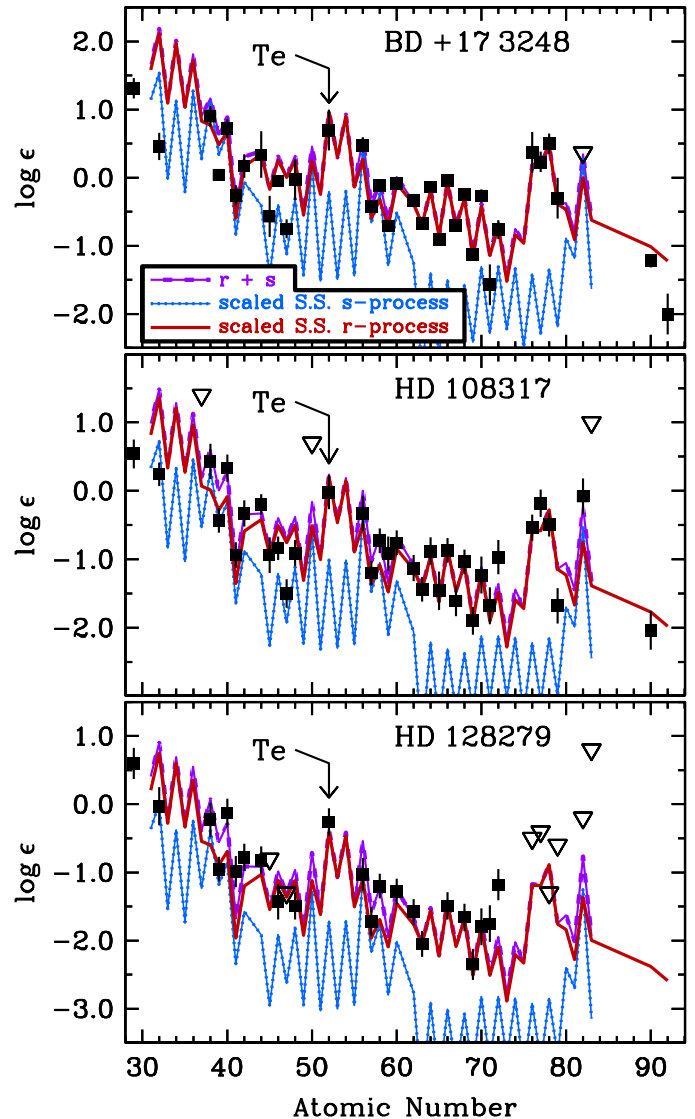 BD +17 3248
Te
2.0
1.0
0.0
−1.0
−2.0
log ϵ
r + s
scaled S.S. s−process
scaled S.S. r−process
HD 108317
Te
1.0
0.0
−1.0
−2.0
log ϵ
HD 128279
Te
1.0
0.0
−1.0
−2.0
−3.0
log ϵ
30 40 50 60 70 80 90
Atomic Number